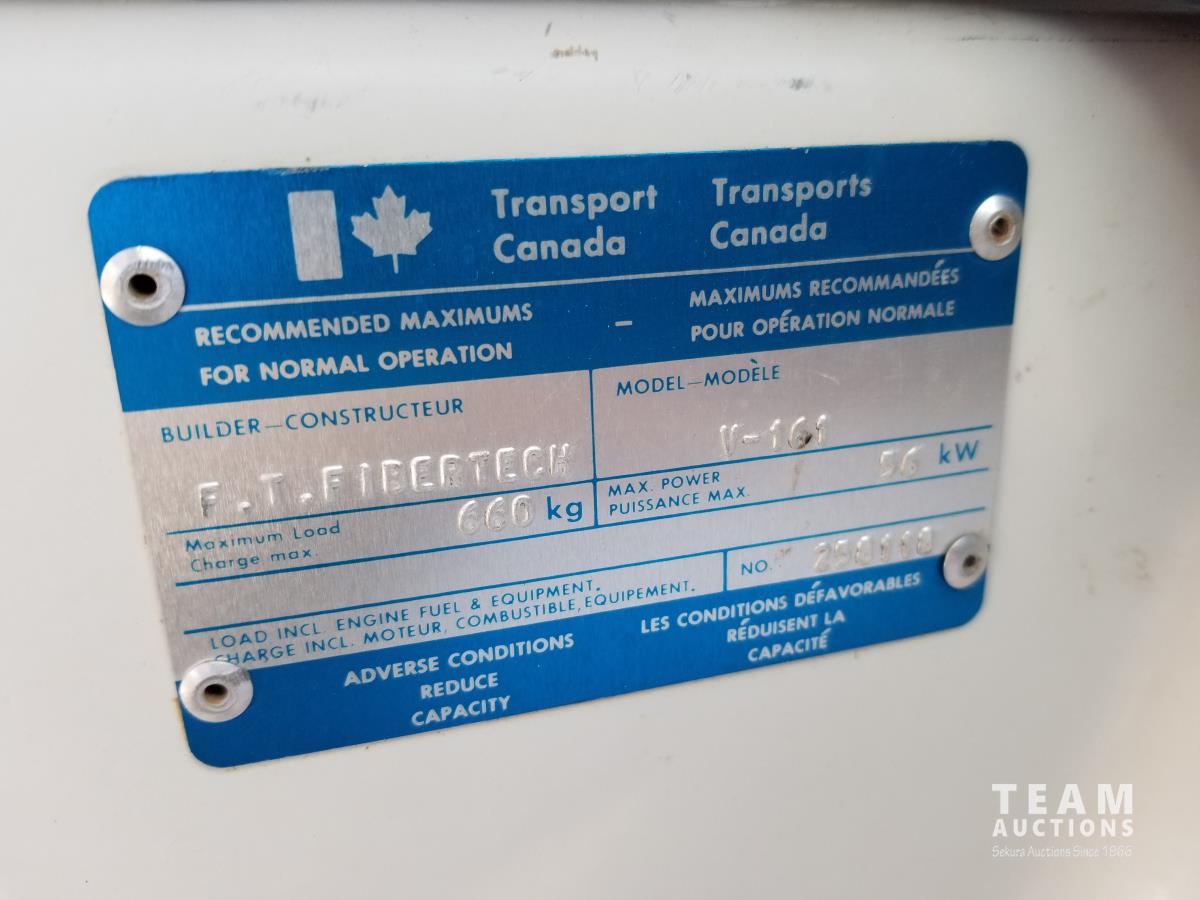 Transport Canada
Transports Canada
RECOMMENDED MAXIMUMS
FOR NORMAL OPERATION
–
MAXIMUMS RECOMMANDÉES
POUR OPÉRATION NORMALE
BUILDER—CONSTRUCTEUR
F.T.FIBERTECH
MODEL—MODÈLE
V-161
Maximum Load
Charge max.
660 kg
MAX. POWER
PUISSANCE MAX.
56 kW
LOAD INCL. ENGINE FUEL & EQUIPMENT.
CHARGE INCL. MOTEUR, COMBUSTIBLE, EQUIPEMENT.
NO.
ADVERSE CONDITIONS
REDUCE
CAPACITY
LES CONDITIONS DÉFAVORABLES
RÉDUISENT LA
CAPACITÉ
TEAM
AUCTIONS
Sekura Auctions Since 1966